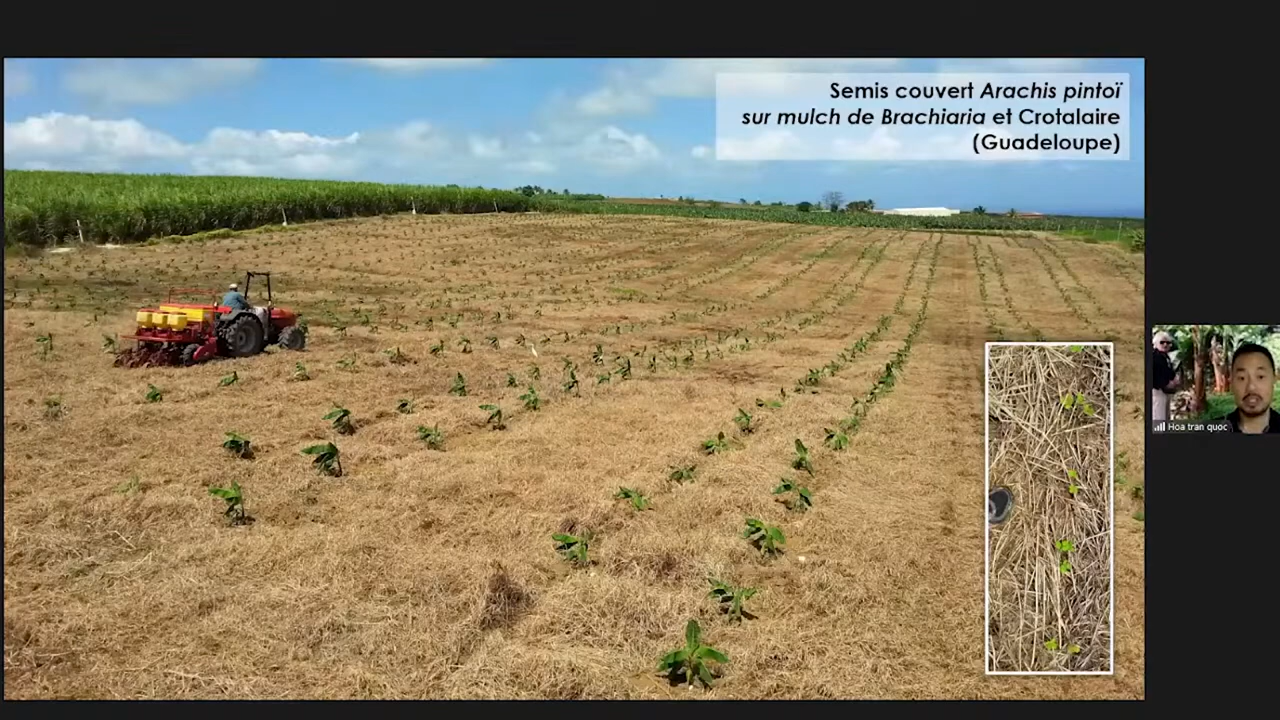 Semis couvert Arachis pintoï
sur mulch de Brachiaria et Crotalaire
(Guadeloupe)
Hoa tran quoc